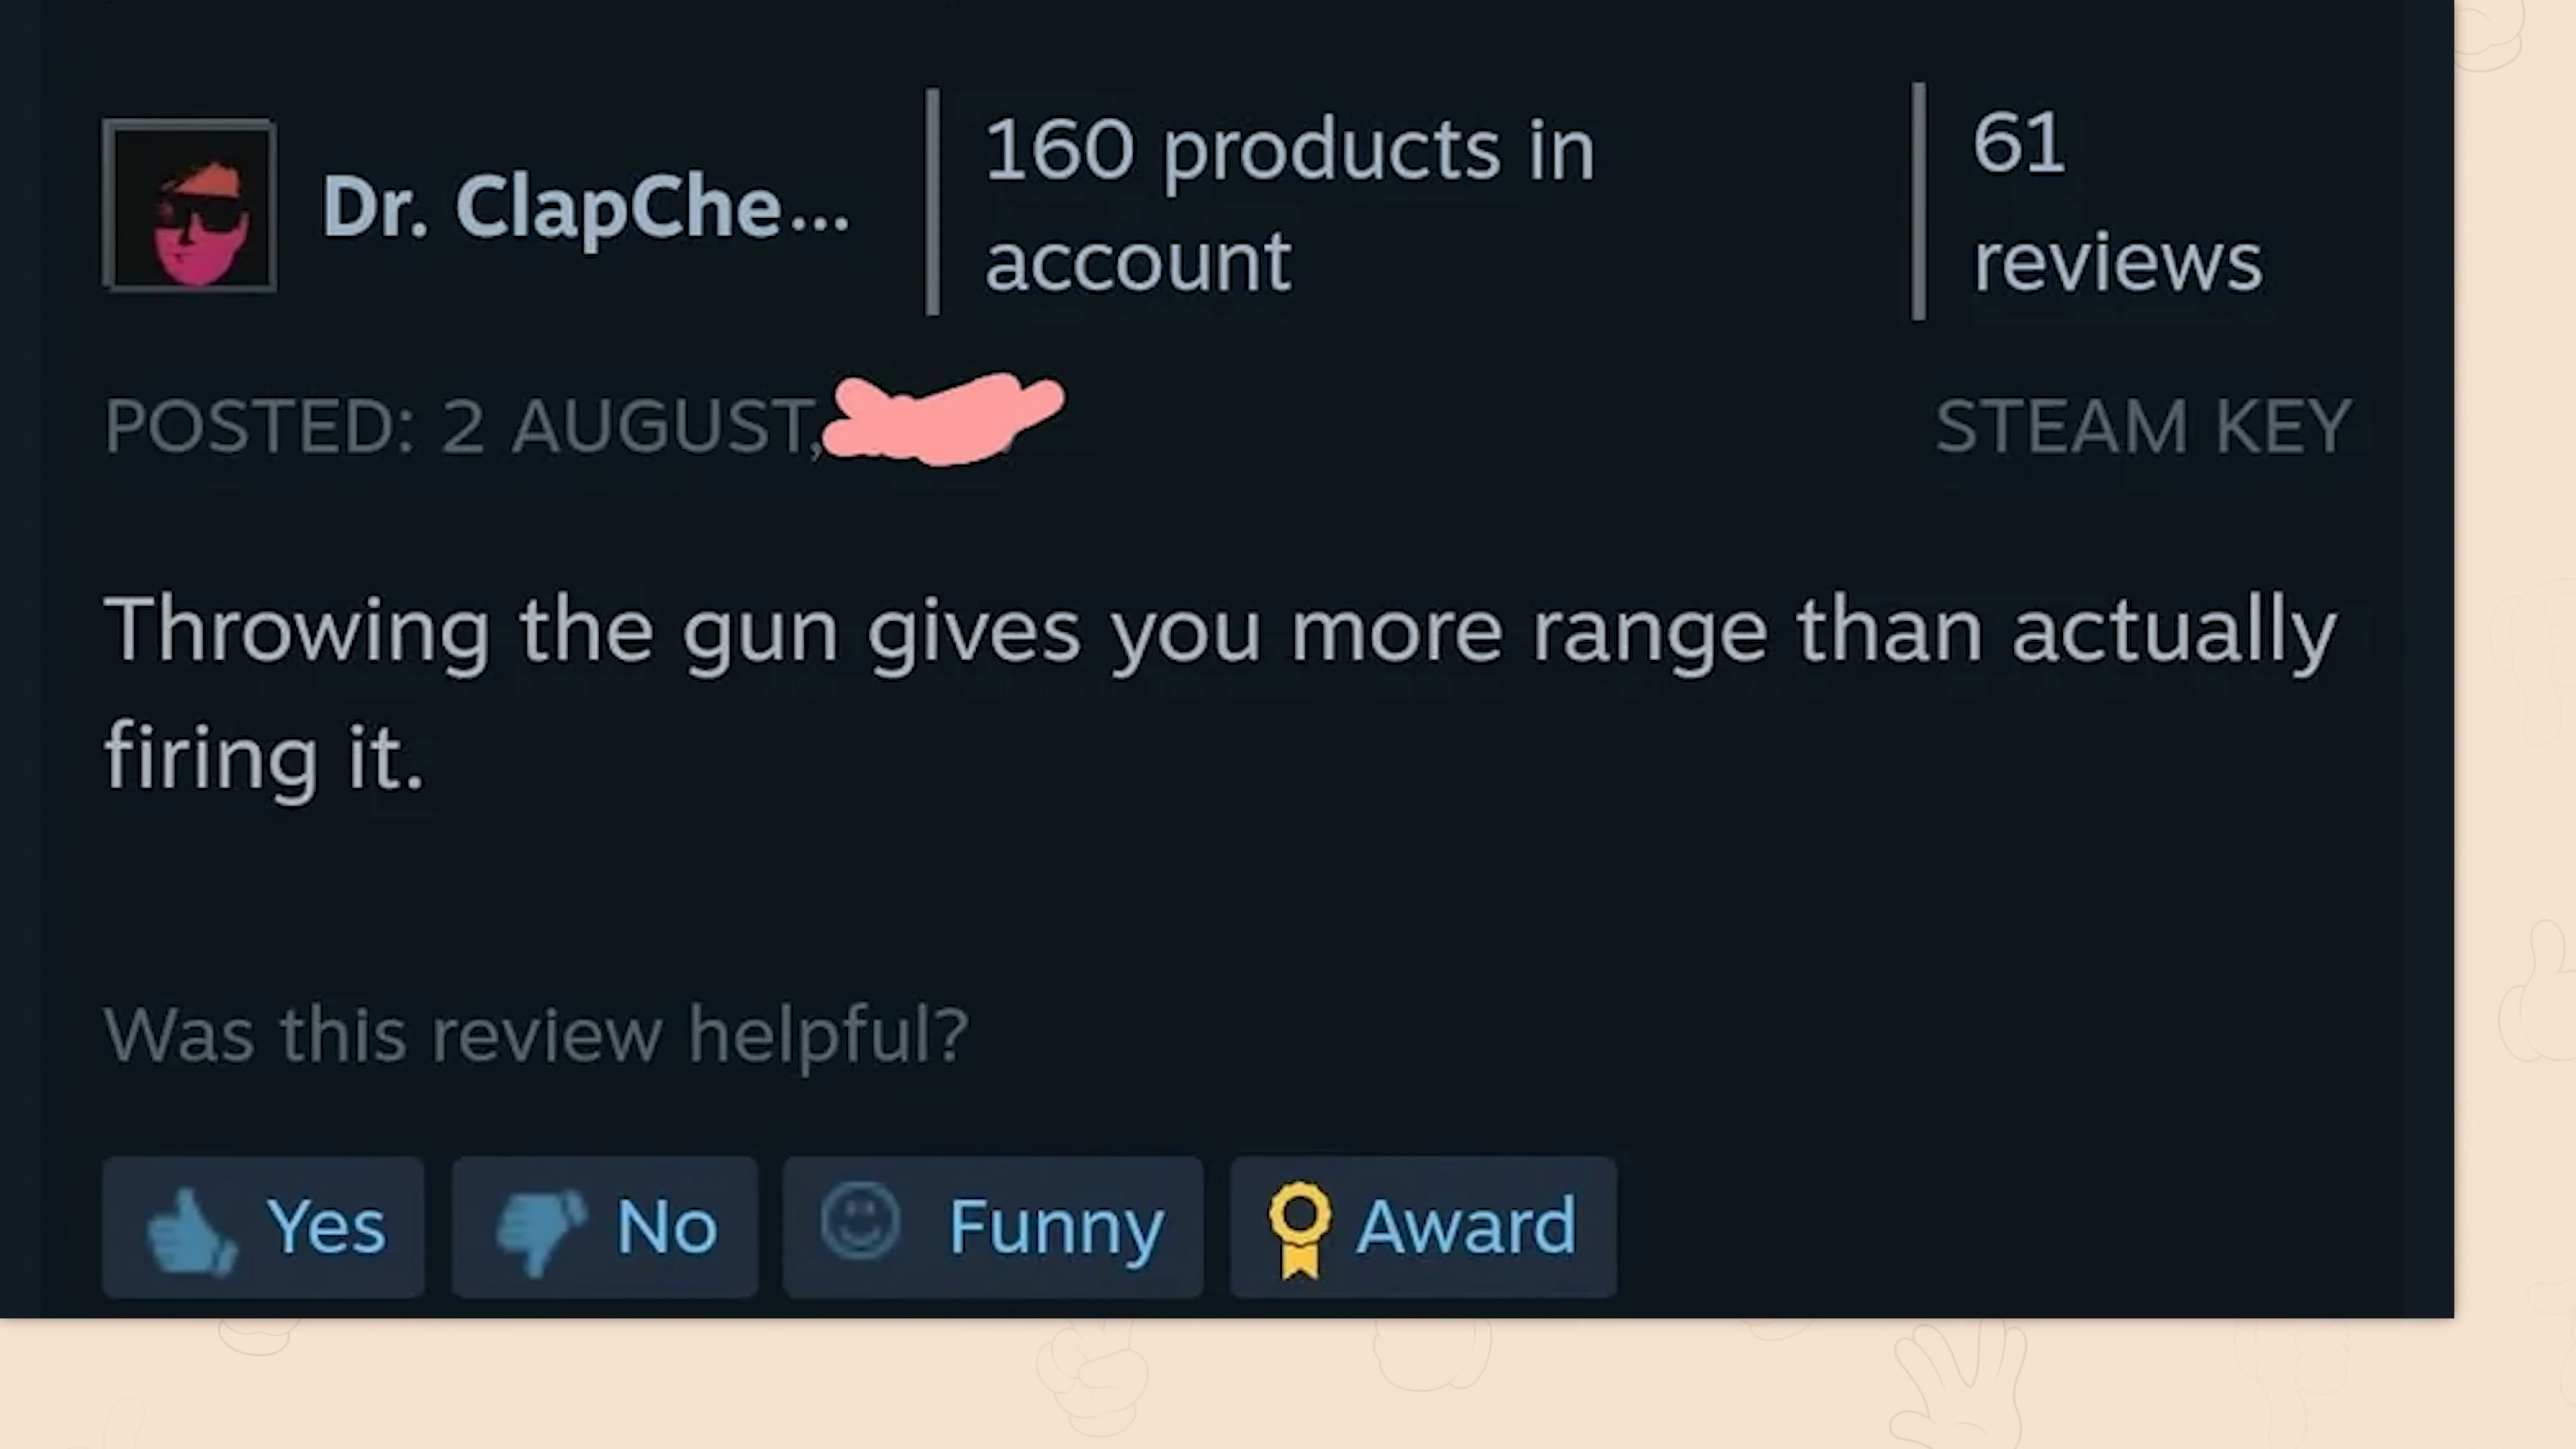 Dr. ClapChe...
160 products in
account
61
reviews
POSTED: 2 AUGUST,
STEAM KEY
Throwing the gun gives you more range than actually
firing it.
Was this review helpful?
Yes
No
Funny
Award